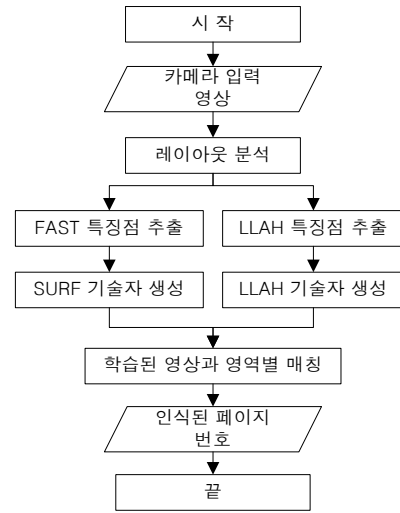 시 작
카메라 입력
영상
레이아웃 분석
FAST 특징점 추출
LLAH 특징점 추출
SURF 기술자 생성
LLAH 기술자 생성
학습된 영상과 영역별 매칭
인식된 페이지
번호
끝